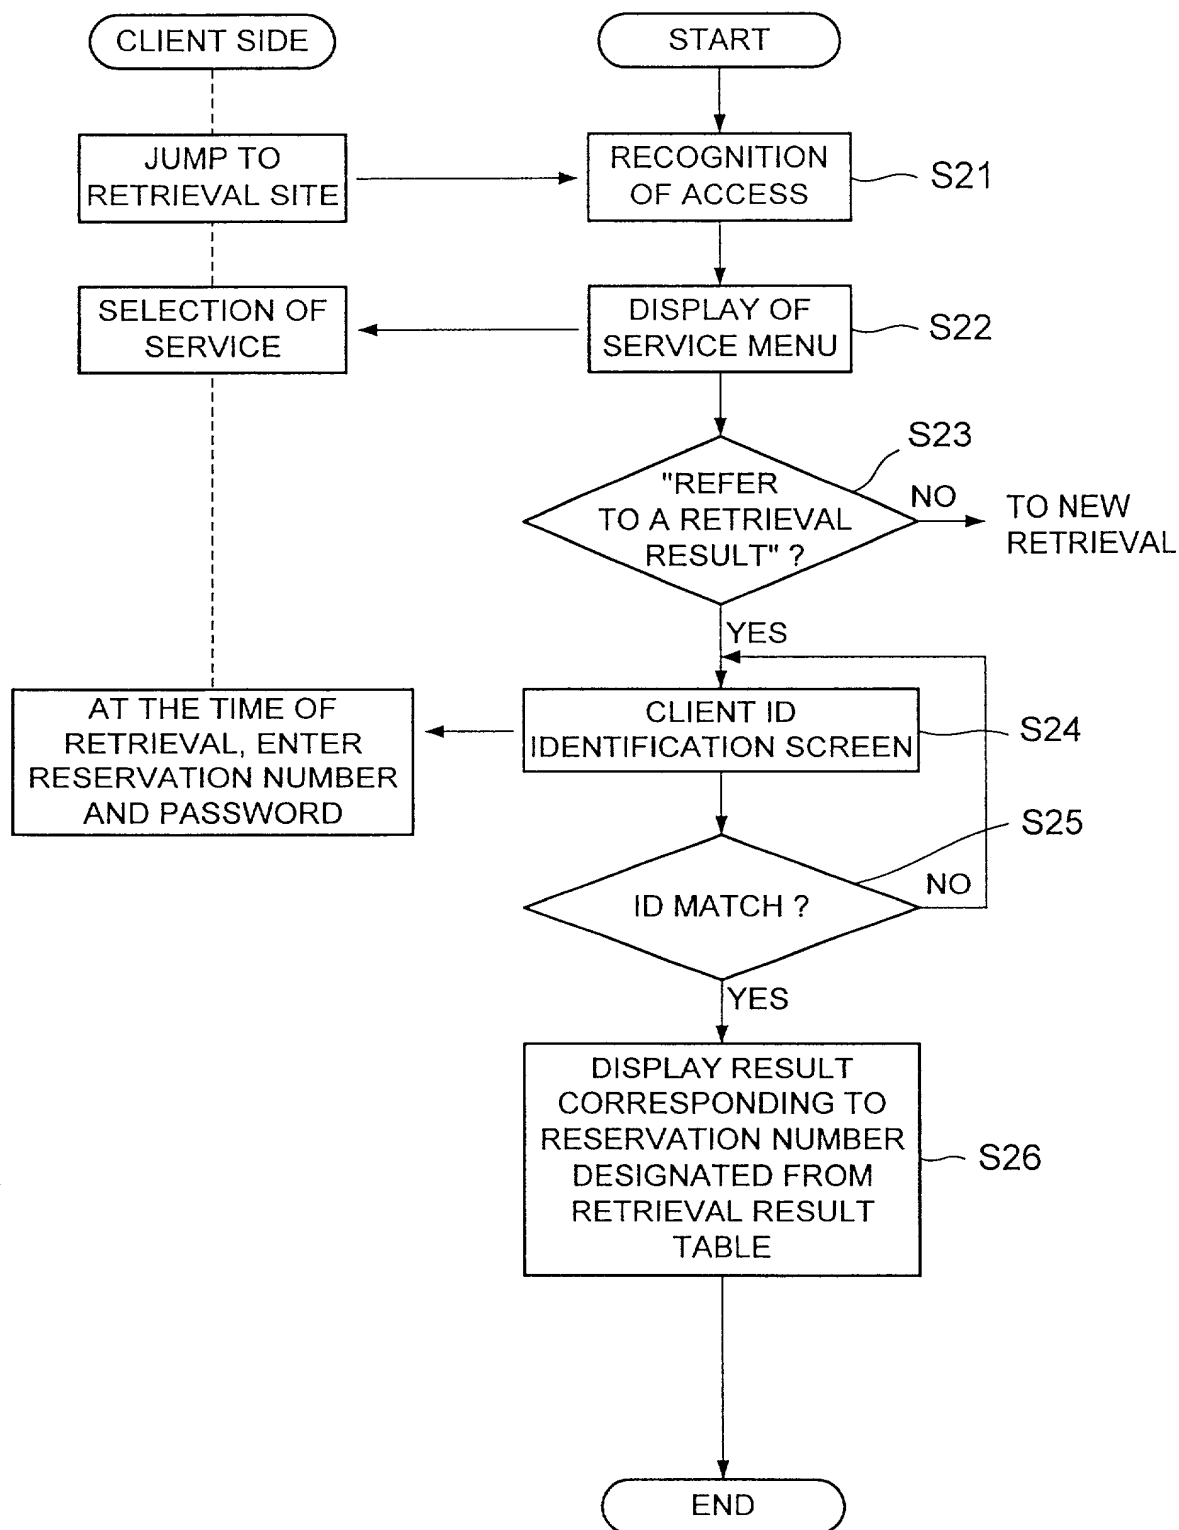 CLIENT SIDE
START
JUMP TO
RETRIEVAL SITE
RECOGNITION
OF ACCESS
S21
SELECTION OF
SERVICE
DISPLAY OF
SERVICE MENU
S22
S23
"REFER
TO A RETRIEVAL
RESULT" ?
NO
TO NEW
RETRIEVAL
YES
AT THE TIME OF
RETRIEVAL, ENTER
RESERVATION NUMBER
AND PASSWORD
CLIENT ID
IDENTIFICATION SCREEN
S24
S25
ID MATCH ?
NO
YES
DISPLAY RESULT
CORRESPONDING TO
RESERVATION NUMBER
DESIGNATED FROM
RETRIEVAL RESULT
TABLE
S26
END